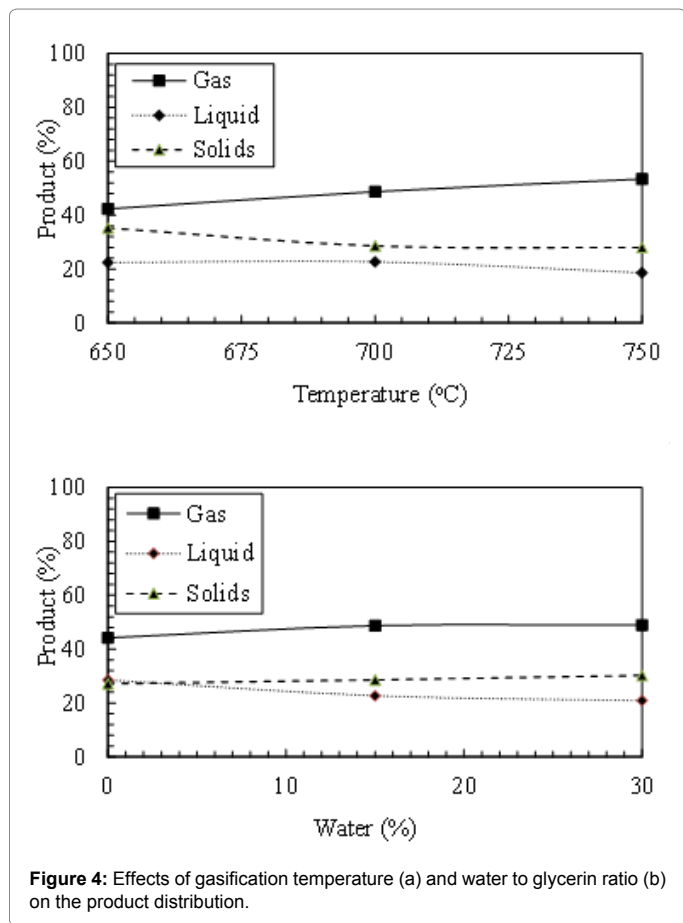 100
80
60
40
20
0
Product (%)
Gas
Liquid
Solids
650 675 700 725 750
Temperature (°C)
100
80
60
40
20
0
Product (%)
Gas
Liquid
Solids
0 10 20 30
Water (%)
Figure 4: Effects of gasification temperature (a) and water to glycerin ratio (b)
on the product distribution.